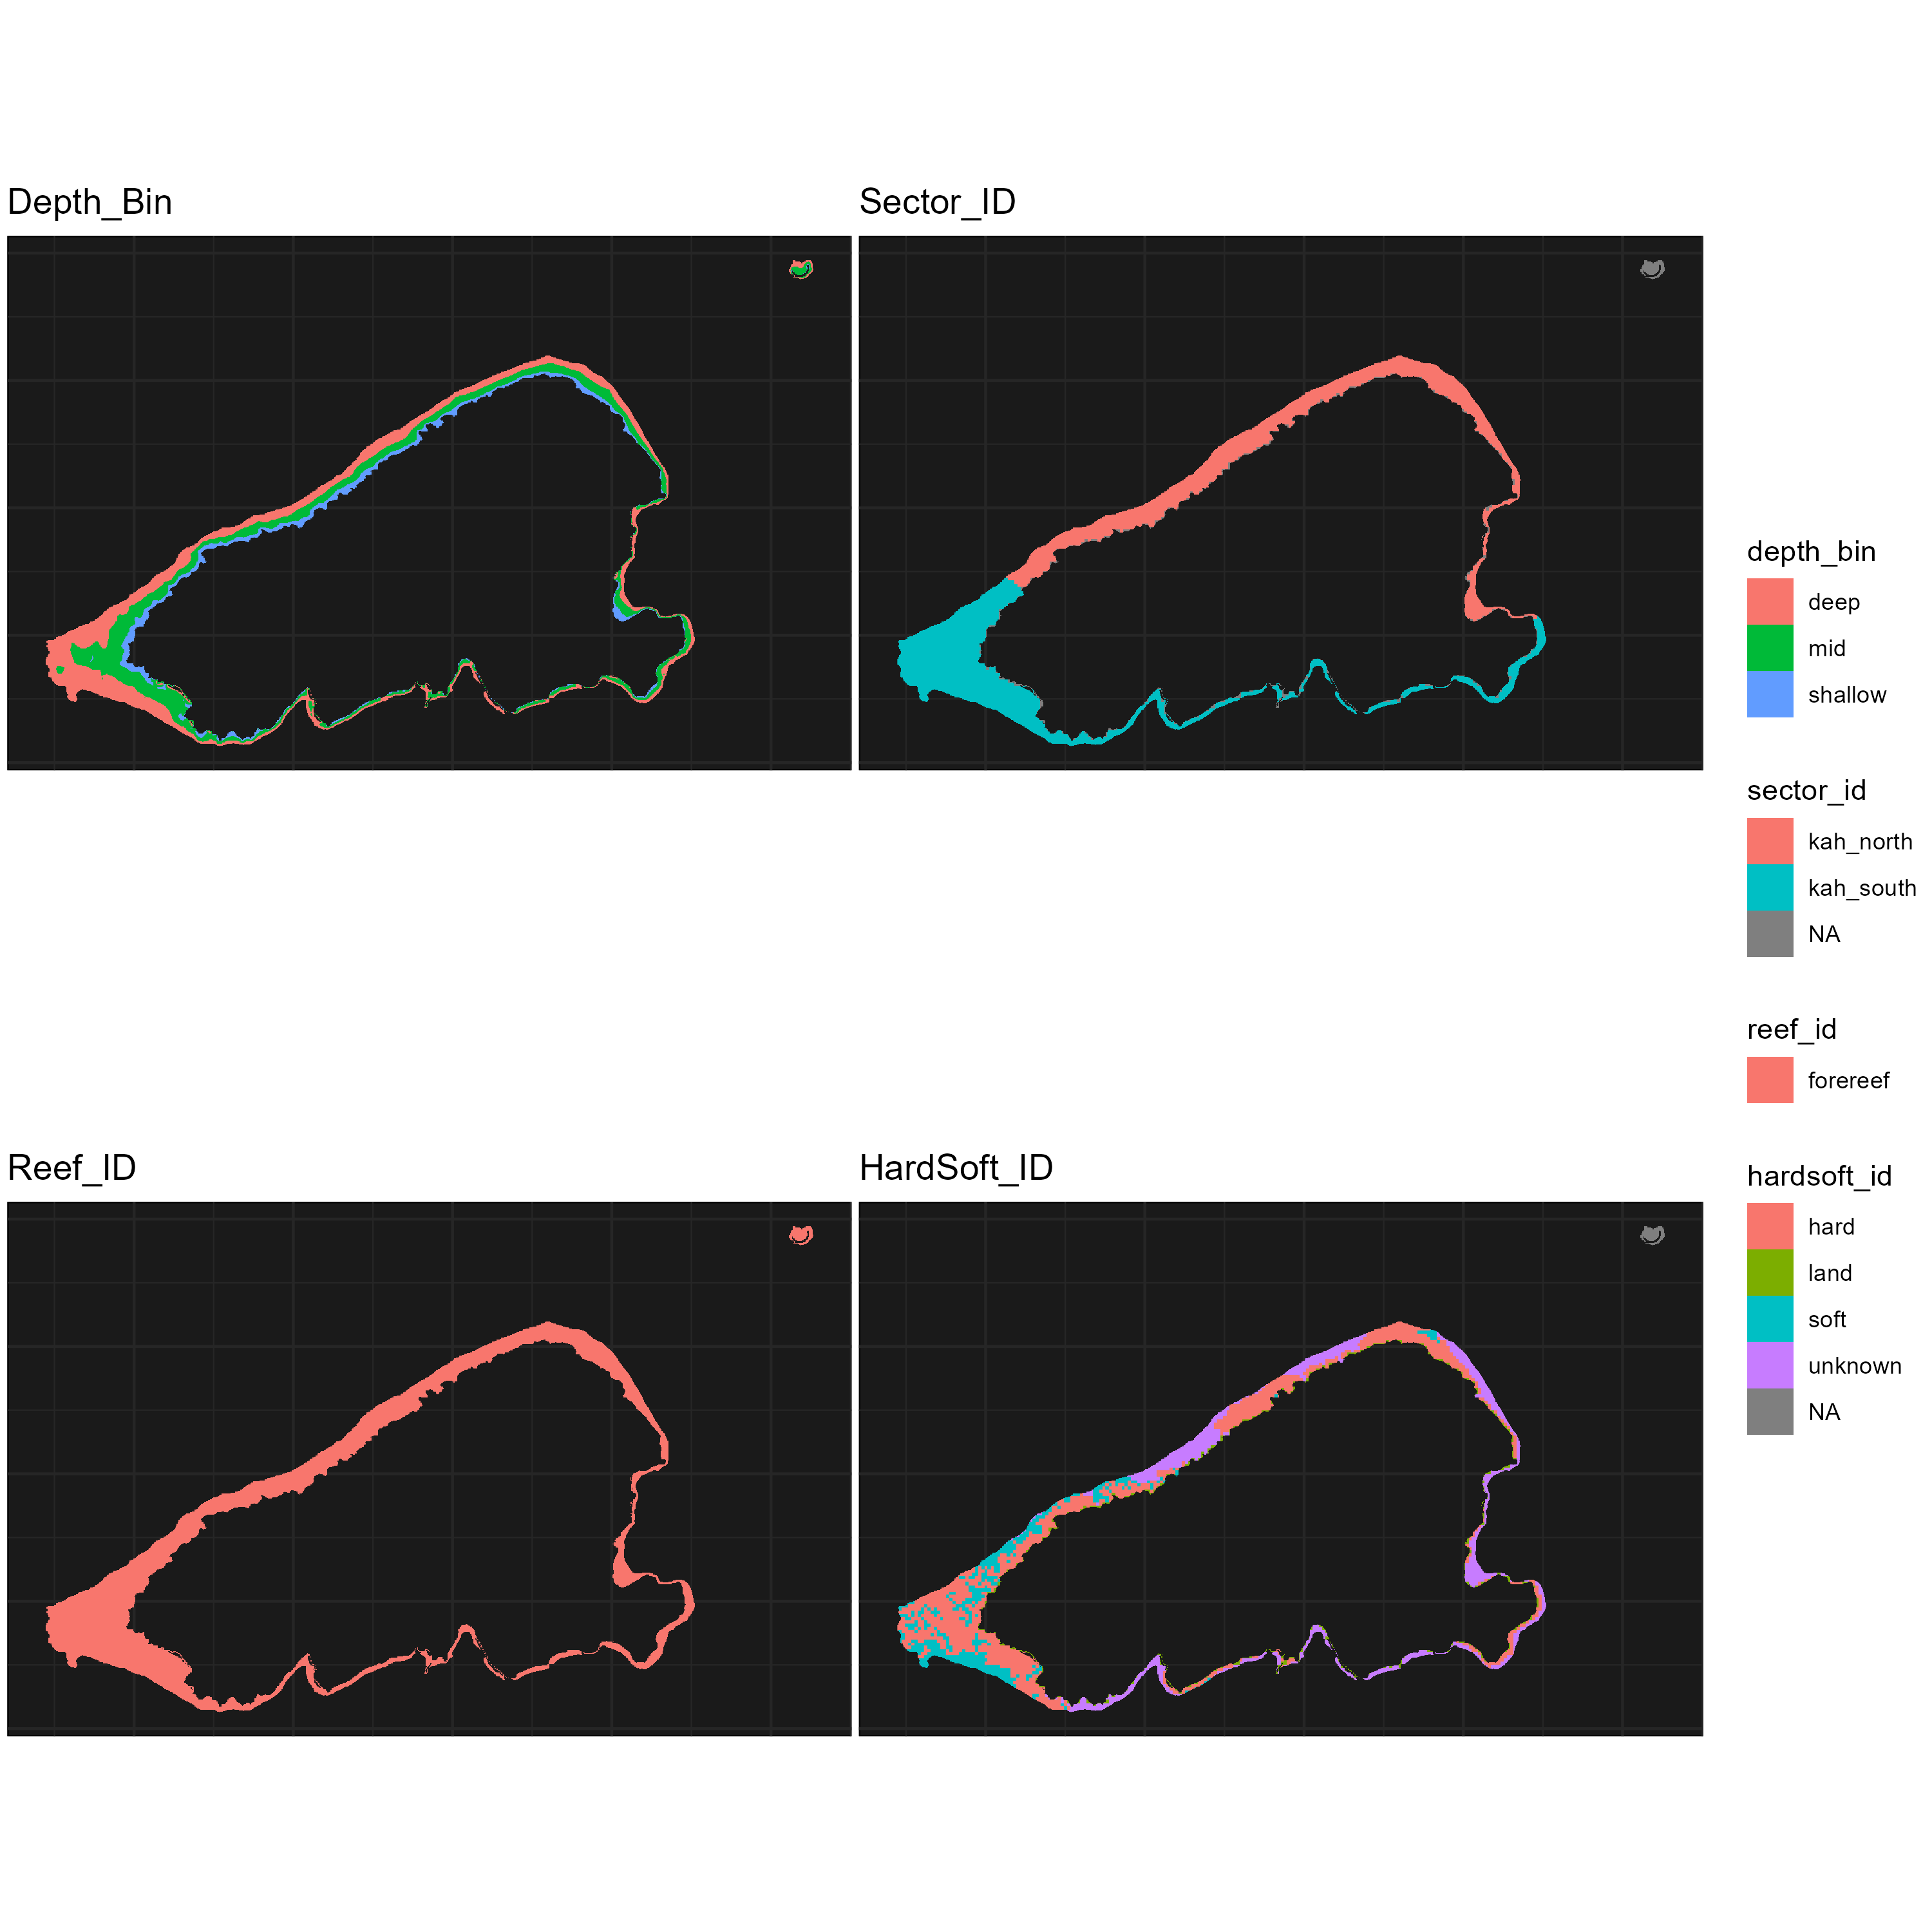 Depth_Bin
Sector_ID
depth_bin
deep
mid
shallow
sector_id
kah_north
kah_south
NA
reef_id
forereef
Reef_ID
HardSoft_ID
hardsoft_id
hard
land
soft
unknown
NA